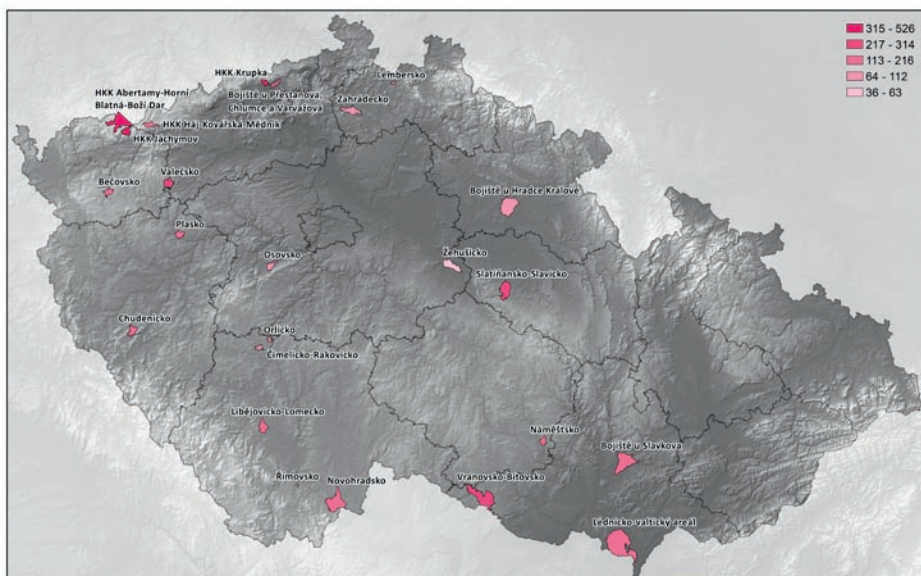 315 - 526
217 - 314
113 - 216
64 - 112
36 - 63
HKK Krupka
Lembersko
HKK Abertamy-Horní
Blatná-Boží Dar
Bojiště u Přestanova,
Chlumce a Varvažova
Zahrádecko
HKK Háj-Kovářská-Mědník
HKK Jáchymov
Bečovsko
Valečsko
Bojiště u Hradce Králové
Plasko
Osovsko
Žehušicko
Slatiňansko-Slavicko
Chudenicko
Orlicko
Čimelicko-Rakovicko
Libějovicko-Lomecko
Náměšťsko
Bojiště u Slavkova
Římovsko
Novohradsko
Vranovsko-Bítovsko
Lednicko-valtický areál